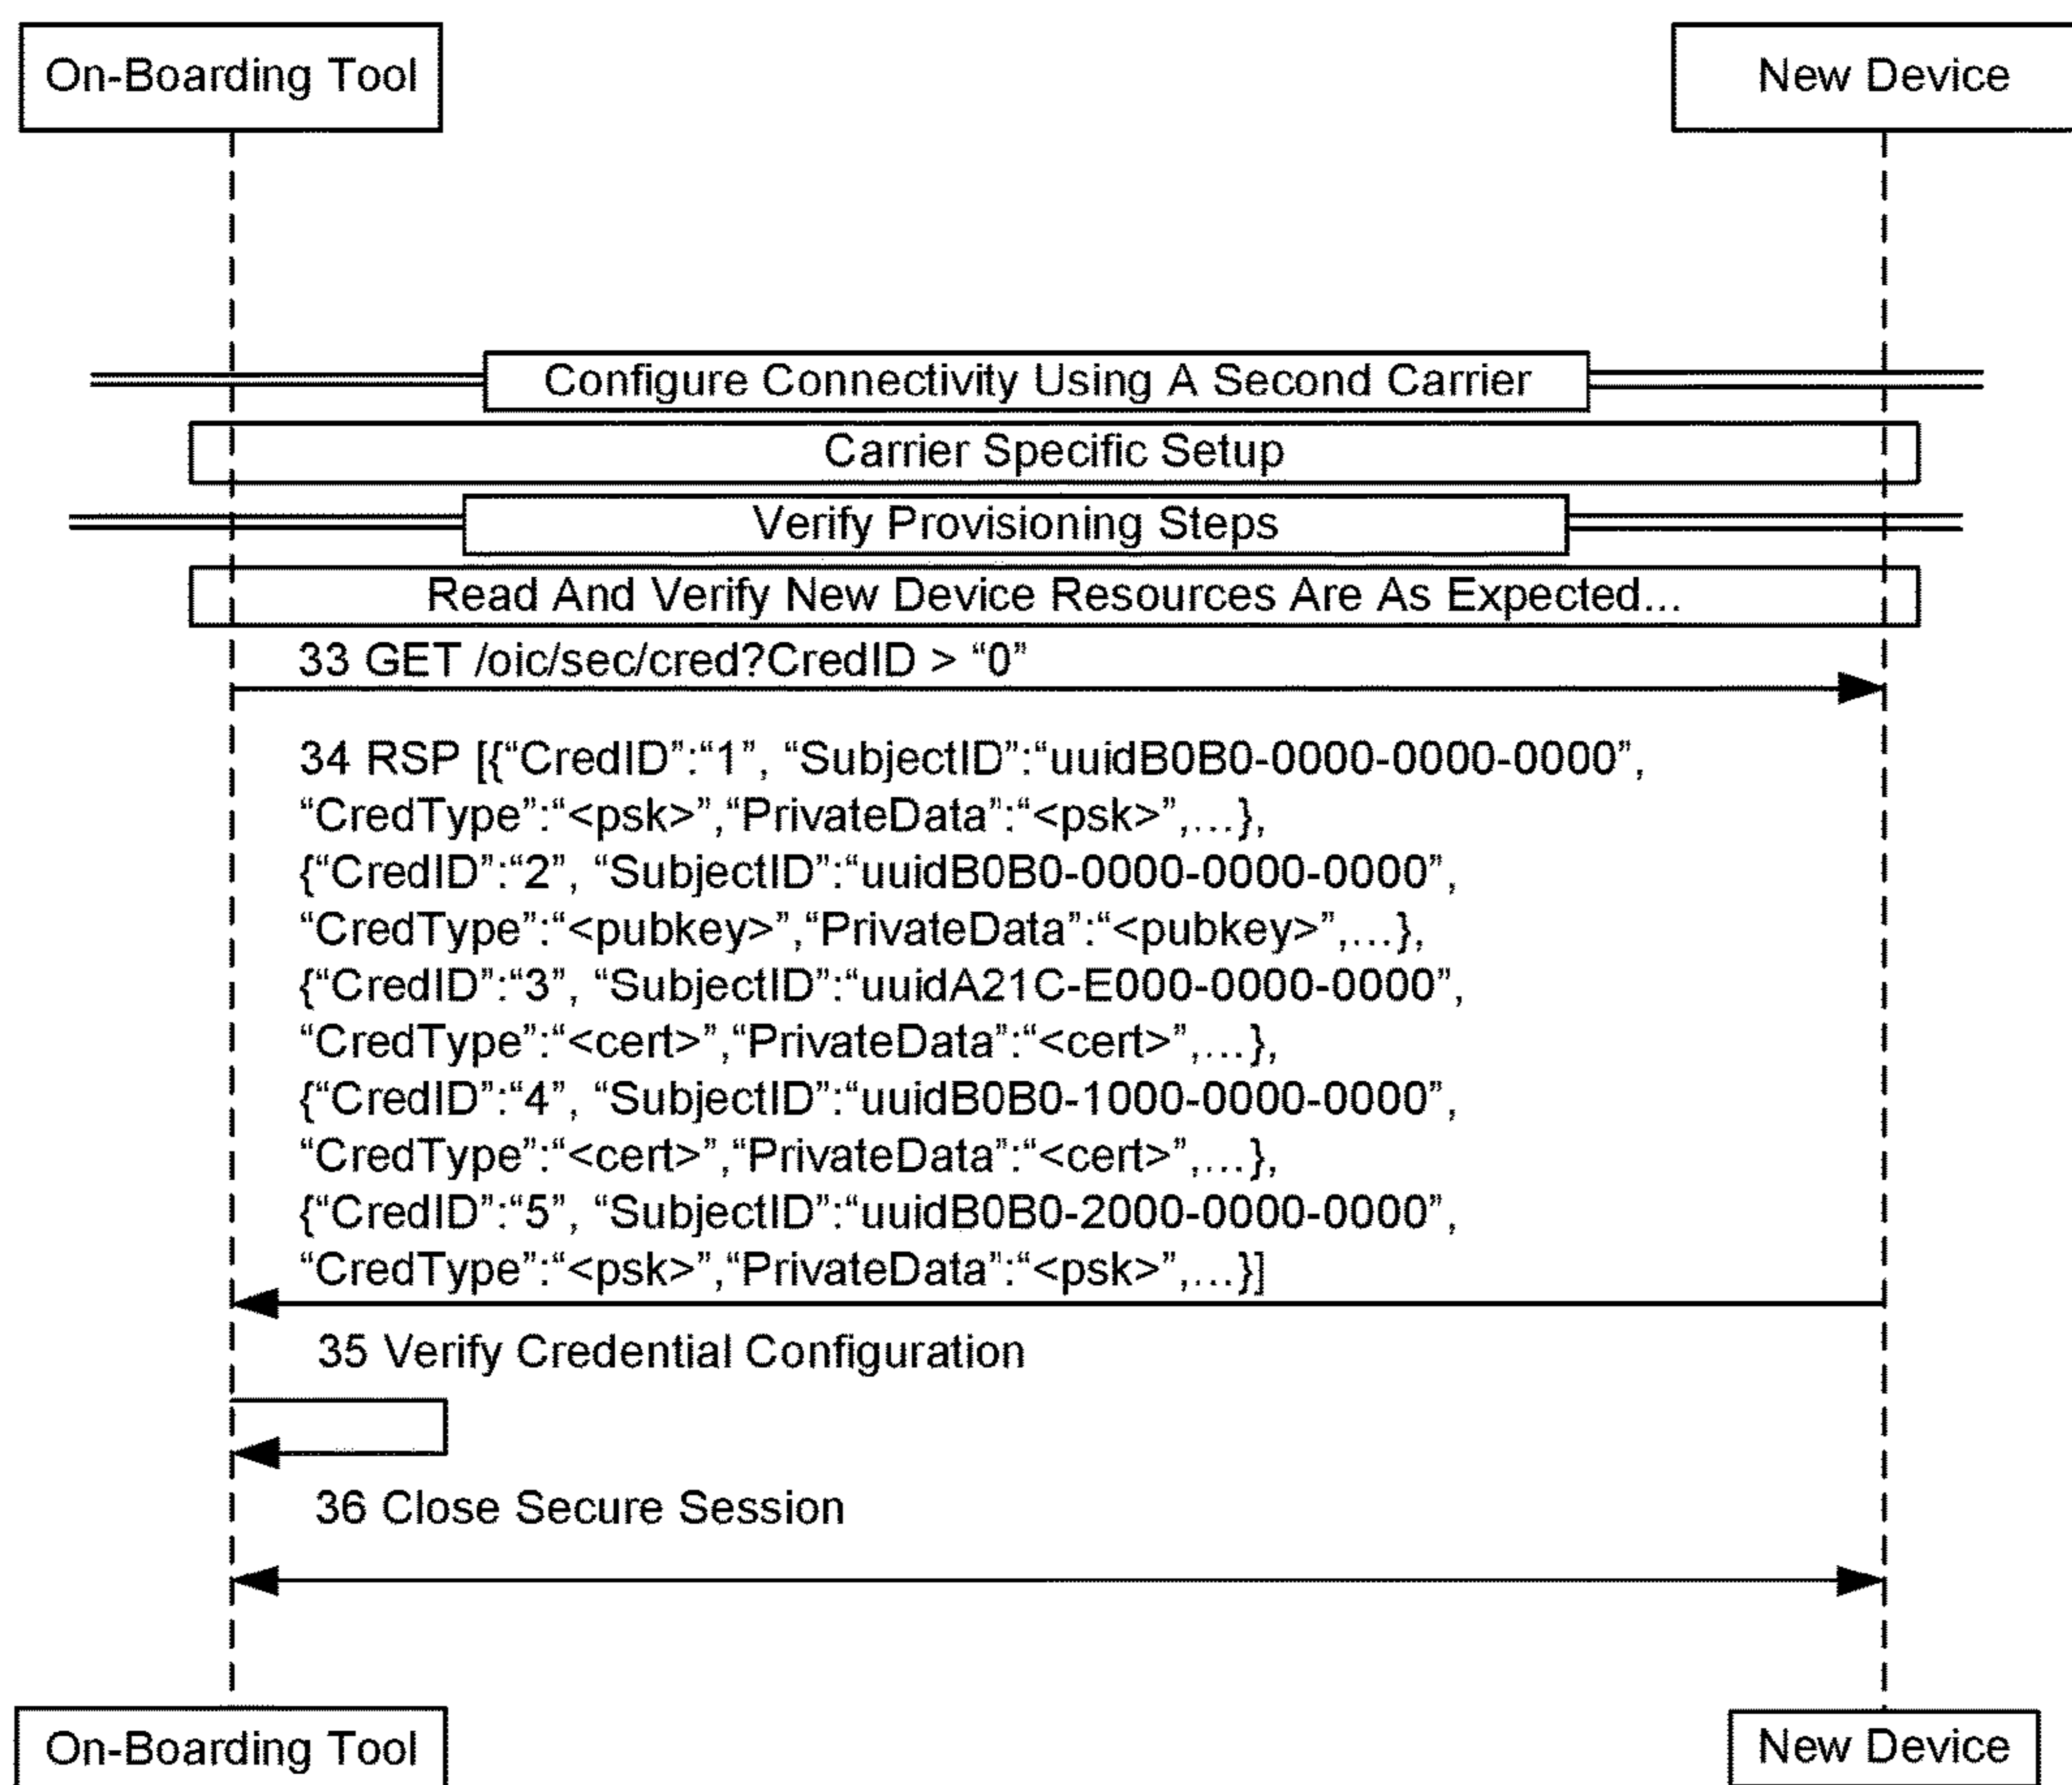 On-Boarding Tool
New Device
Configure Connectivity Using A Second Carrier
Carrier Specific Setup
Verify Provisioning Steps
Read And Verify New Device Resources Are As Expected...
33 GET /oic/sec/cred?CredID > “0”
34 RSP [{“CredID”:“1”, “SubjectID”:“uuidB0B0-0000-0000-0000”,
“CredType”:“<psk>”,“PrivateData”:“<psk>”,...},
{“CredID”:“2”, “SubjectID”:“uuidB0B0-0000-0000-0000”,
“CredType”:“<pubkey>”,“PrivateData”:“<pubkey>”,...},
{“CredID”:“3”, “SubjectID”:“uuidA21C-E000-0000-0000”,
“CredType”:“<cert>”,“PrivateData”:“<cert>”,...},
{“CredID”:“4”, “SubjectID”:“uuidB0B0-1000-0000-0000”,
“CredType”:“<cert>”,“PrivateData”:“<cert>”,...},
{“CredID”:“5”, “SubjectID”:“uuidB0B0-2000-0000-0000”,
“CredType”:“<psk>”,“PrivateData”:“<psk>”,...}]
35 Verify Credential Configuration
36 Close Secure Session
On-Boarding Tool
New Device